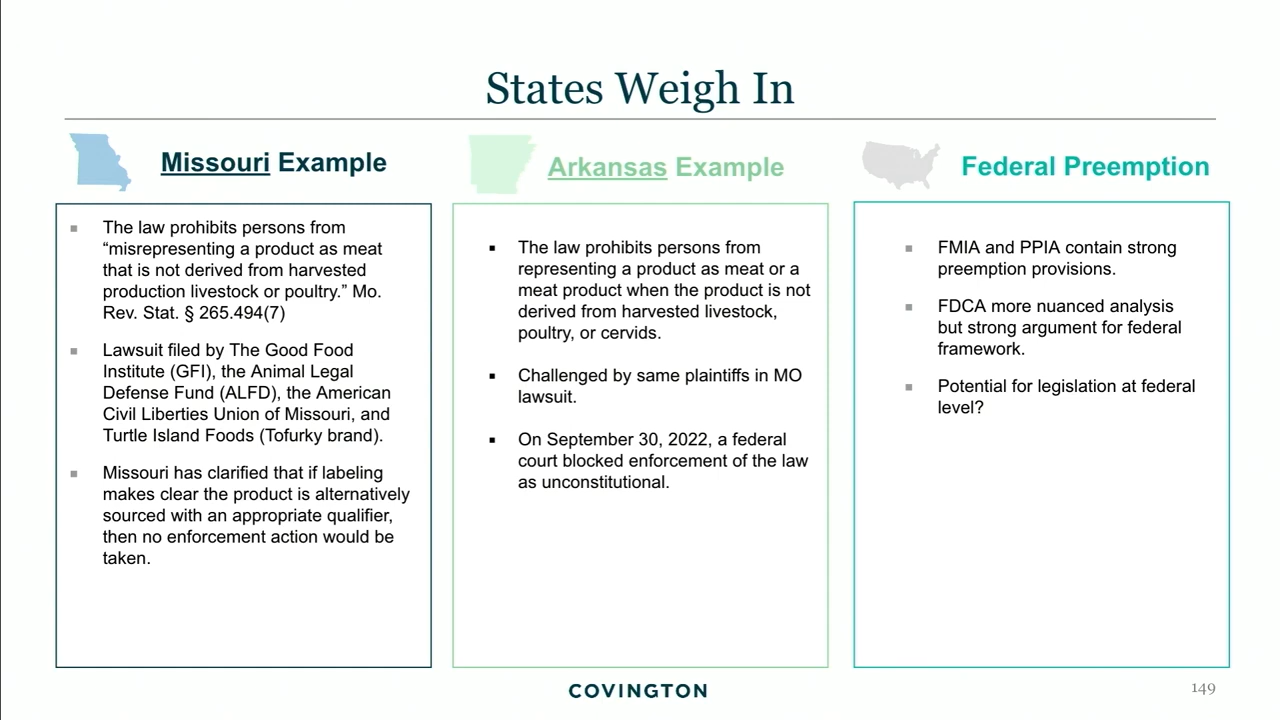 States Weigh In
Missouri Example
The law prohibits persons from
“misrepresenting a product as meat
that is not derived from harvested
production livestock or poultry.” Mo.
Rev. Stat. § 265.494(7)
Lawsuit filed by The Good Food
Institute (GFI), the Animal Legal
Defense Fund (ALFD), the American
Civil Liberties Union of Missouri, and
Turtle Island Foods (Tofurky brand).
Missouri has clarified that if labeling
makes clear the product is alternatively
sourced with an appropriate qualifier,
then no enforcement action would be
taken.
Arkansas Example
The law prohibits persons from
representing a product as meat or a
meat product when the product is not
derived from harvested livestock,
poultry, or cervids.
Challenged by same plaintiffs in MO
lawsuit.
On September 30, 2022, a federal
court blocked enforcement of the law
as unconstitutional.
Federal Preemption
FMIA and PPIA contain strong
preemption provisions.
FDCA more nuanced analysis
but strong argument for federal
framework.
Potential for legislation at federal
level?
COVINGTON
149